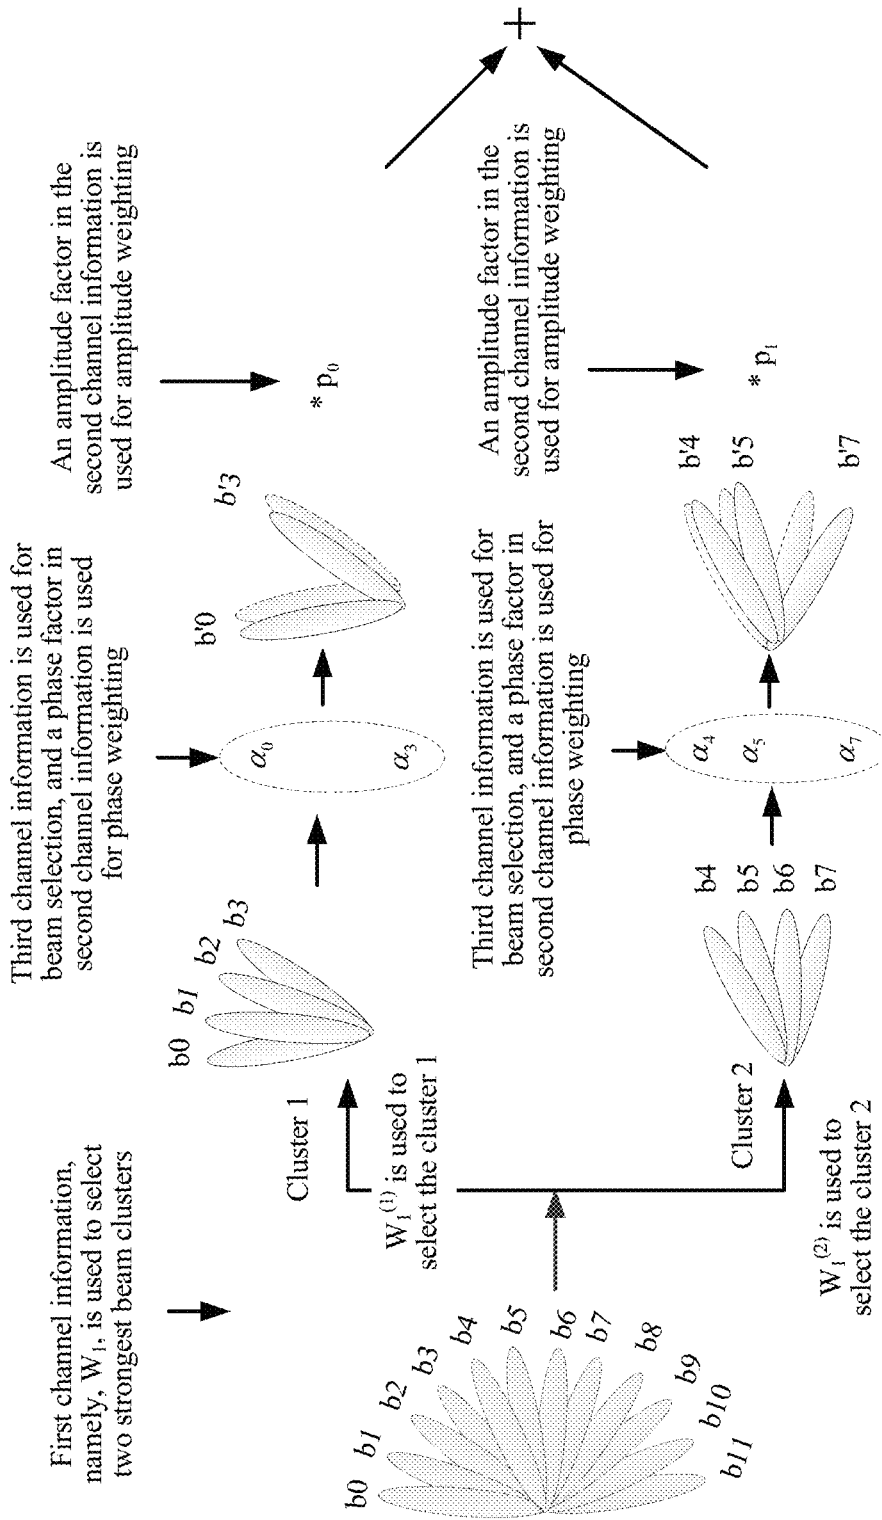 First channel information,
namely, W₁, is used to select
two strongest beam clusters
b0
b1
b2
b3
b4
b5
b6
b7
b8
b9
b10
b11
Cluster 1
W₁⁽¹⁾ is used to
select the cluster 1
Cluster 2
W₁⁽²⁾ is used to
select the cluster 2
b0
b1
b2
b3
b4
b5
b6
b7
Third channel information is used for
beam selection, and a phase factor in
second channel information is used
for phase weighting
α₀
α₃
b'0
b'3
Third channel information is used for
beam selection, and a phase factor in
second channel information is used for
phase weighting
α₄
α₅
α₇
b'4
b'5
b'7
An amplitude factor in the
second channel information is
used for amplitude weighting
* p₀
An amplitude factor in the
second channel information is
used for amplitude weighting
* p₁
+